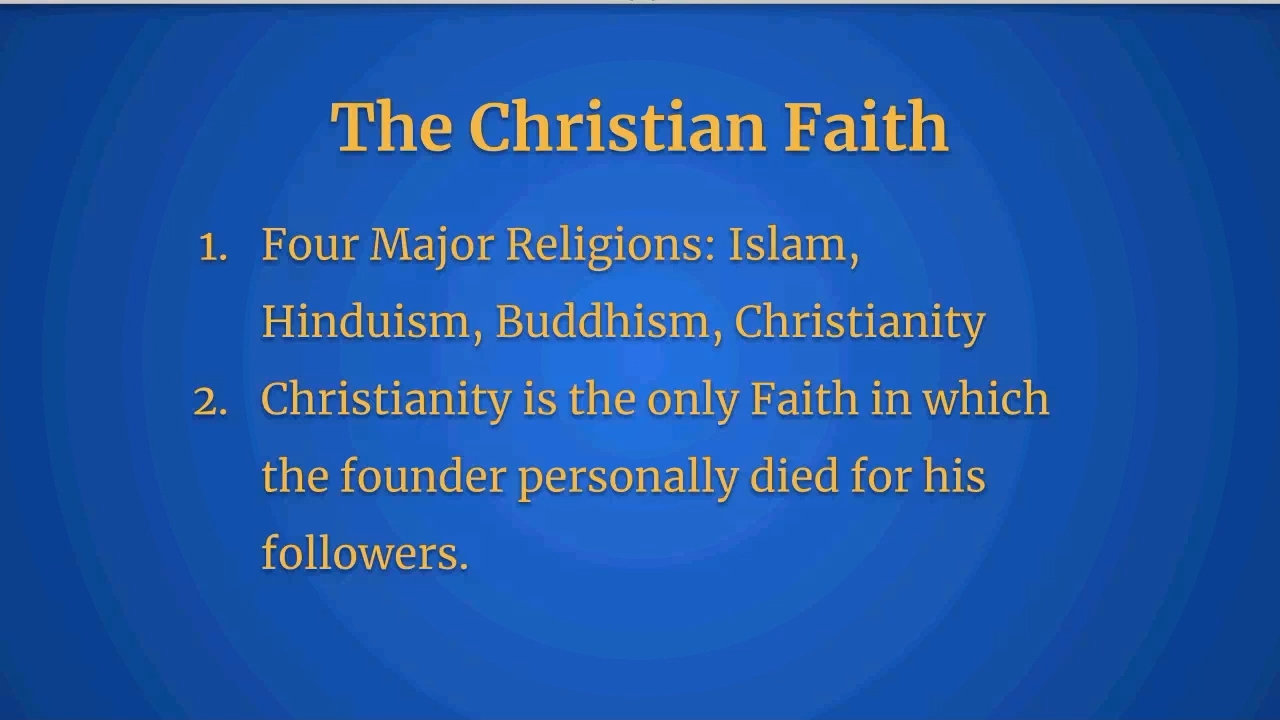 The Christian Faith
1. Four Major Religions: Islam,
Hinduism, Buddhism, Christianity
2. Christianity is the only Faith in which
the founder personally died for his
followers.